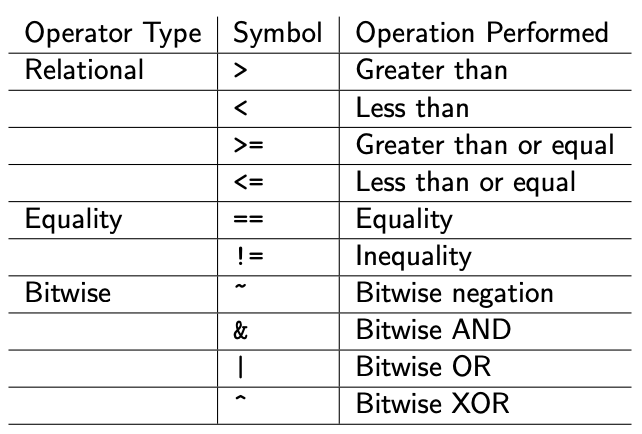 Operator Type Symbol Operation Performed
Relational > Greater than
< Less than
>= Greater than or equal
<= Less than or equal
Equality == Equality
!= Inequality
Bitwise ~ Bitwise negation
& Bitwise AND
| Bitwise OR
^ Bitwise XOR